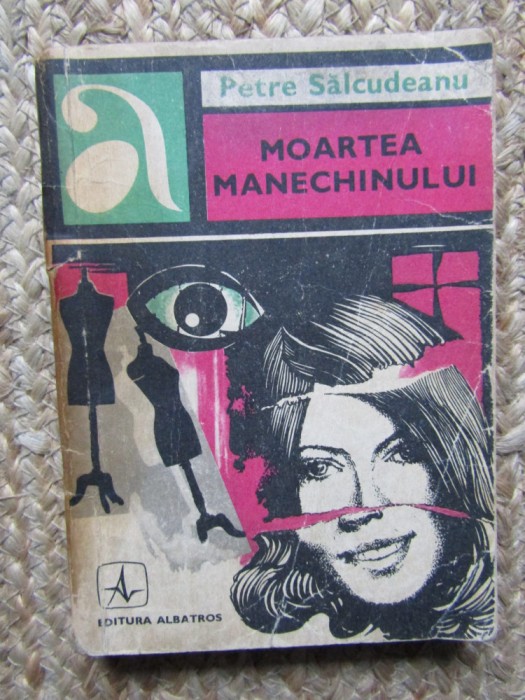 a
Petre Sălcudeanu
MOARTEA
MANECHINULUI
EDITURA ALBATROS